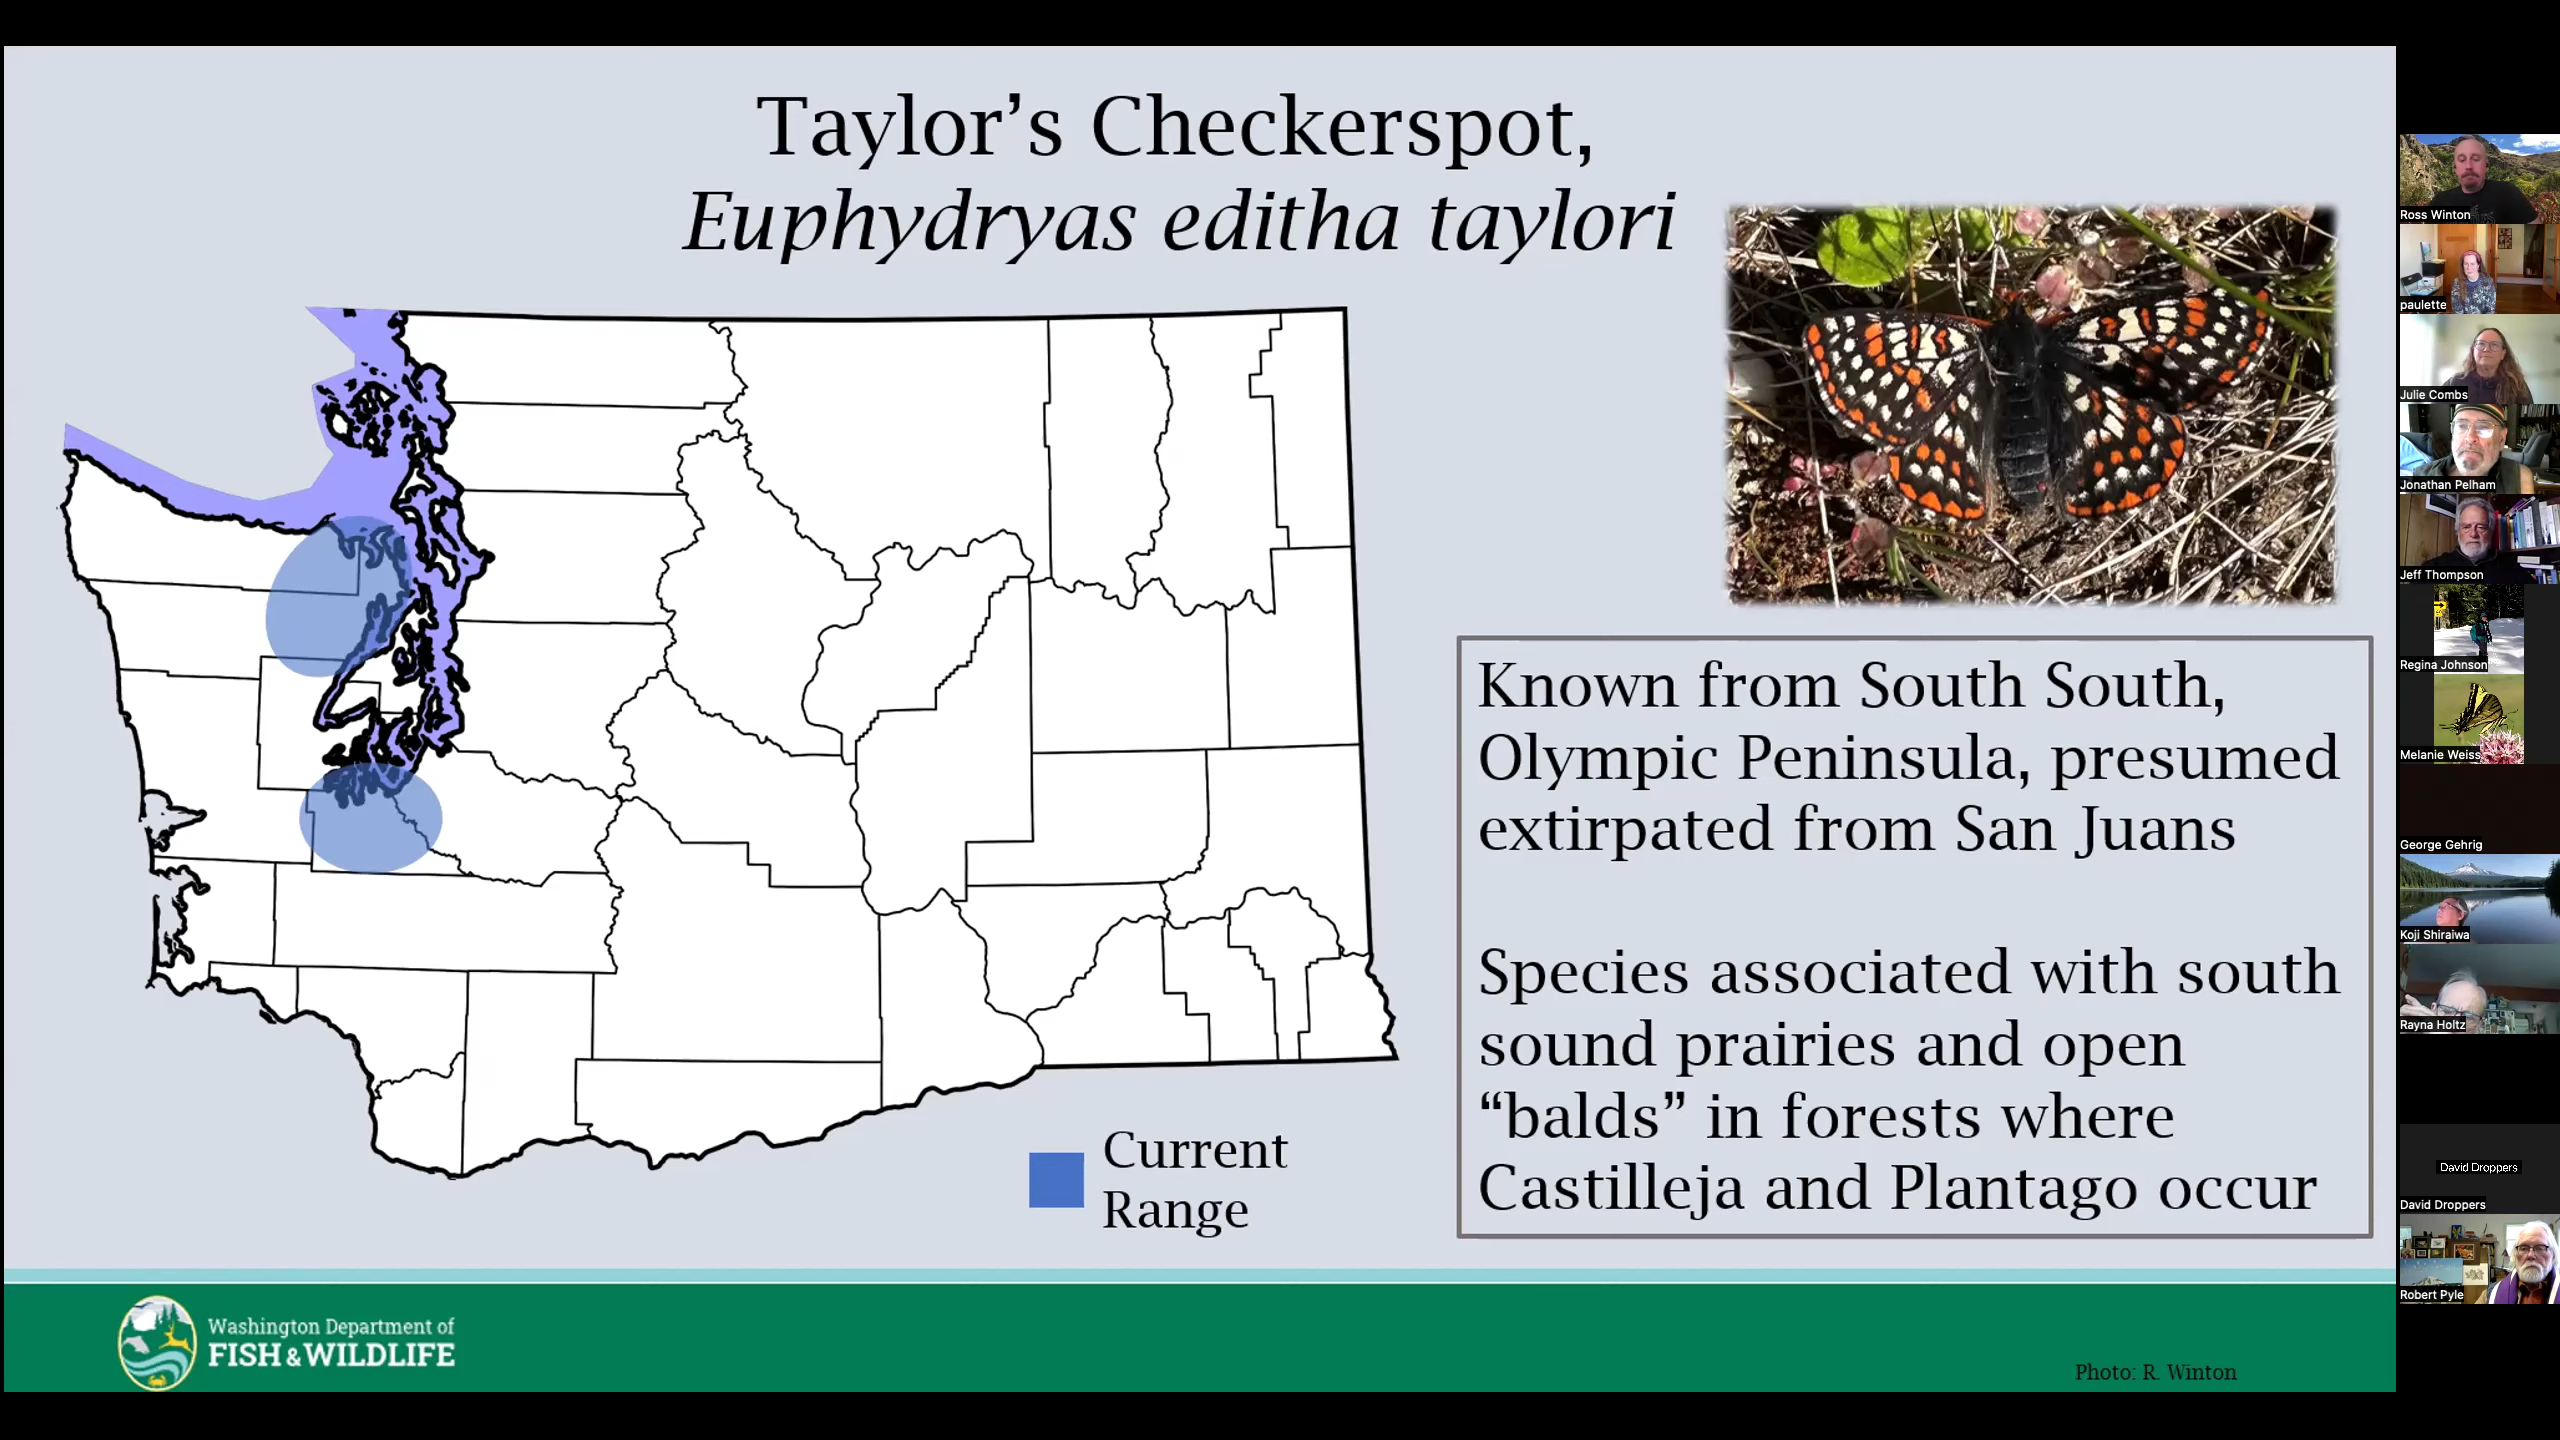 Taylor’s Checkerspot,
Euphydryas editha taylori
Known from South South,
Olympic Peninsula, presumed
extirpated from San Juans
Species associated with south
sound prairies and open
“balds” in forests where
Castilleja and Plantago occur
Current
Range
Washington Department of
FISH & WILDLIFE
Photo: R. Winton
Ross Winton
paulette
Julie Combs
Jonathan Pelham
Jeff Thompson
Regina Johnson
Melanie Weiss
George Gehrig
Koji Shiraiwa
Rayna Holtz
David Droppers
David Droppers
Robert Pyle